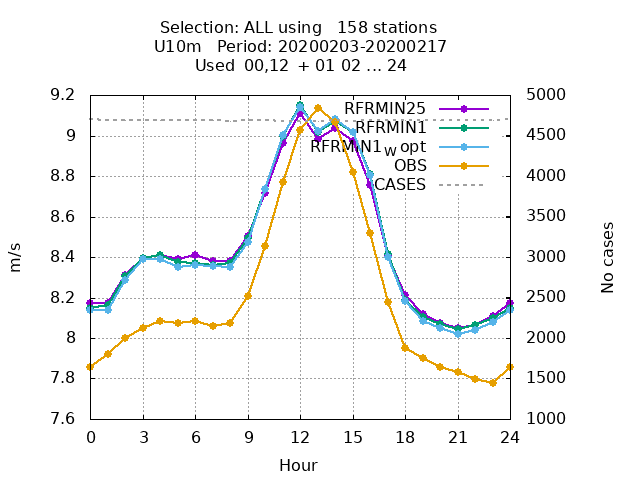 Selection: ALL using   158 stations
U10m   Period: 20200203-20200217
Used  00,12  + 01 02 ... 24
9.2
9
8.8
8.6
8.4
8.2
8
7.8
7.6
m/s
RFRMIN25
RFRMIN1
RFRMIN1_w opt
OBS
CASES
5000
4500
4000
3500
3000
2500
2000
1500
1000
No cases
0 3 6 9 12 15 18 21 24
Hour